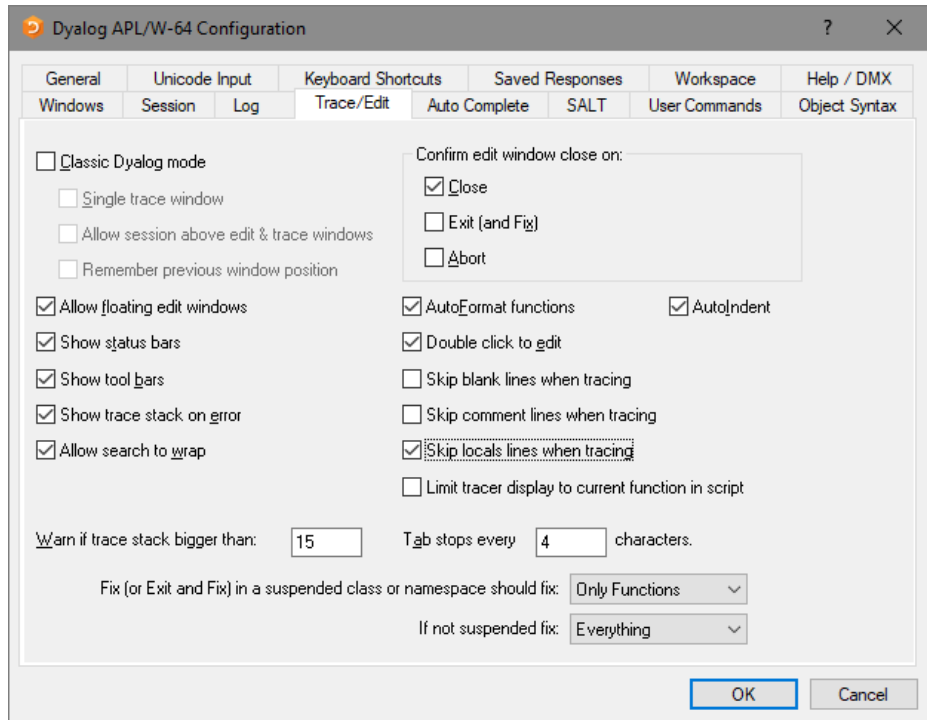 Dyalog APL/W-64 Configuration
General Unicode Input Keyboard Shortcuts Saved Responses Workspace Help / DMX
Windows Session Log Trace/Edit Auto Complete SALT User Commands Object Syntax
Classic Dyalog mode
Single trace window
Allow session above edit & trace windows
Remember previous window position
Confirm edit window close on:
Close
Exit (and Fix)
Abort
Allow floating edit windows
Show status bars
Show tool bars
Show trace stack on error
Allow search to wrap
AutoFormat functions AutoIndent
Double click to edit
Skip blank lines when tracing
Skip comment lines when tracing
Skip locals lines when tracing
Limit tracer display to current function in script
Warn if trace stack bigger than: 15 Tab stops every 4 characters.
Fix (or Exit and Fix) in a suspended class or namespace should fix: Only Functions
If not suspended fix: Everything
OK Cancel